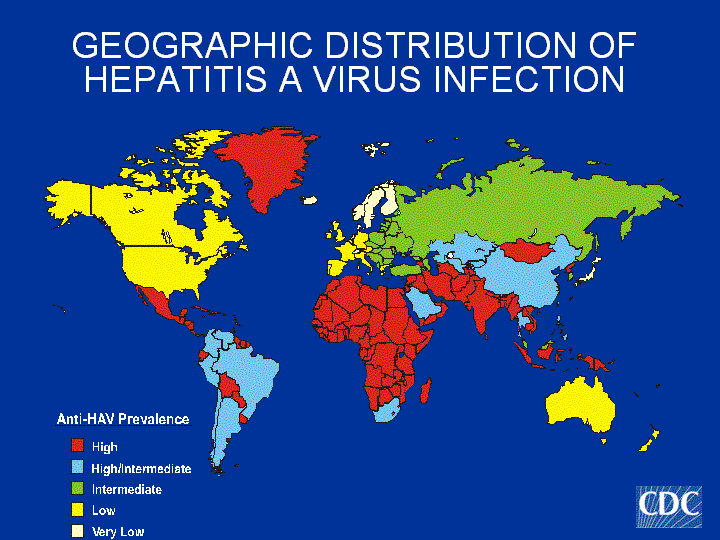 GEOGRAPHIC DISTRIBUTION OF
HEPATITIS A VIRUS INFECTION
Anti-HAV Prevalence
High
High/Intermediate
Intermediate
Low
Very Low
CDC